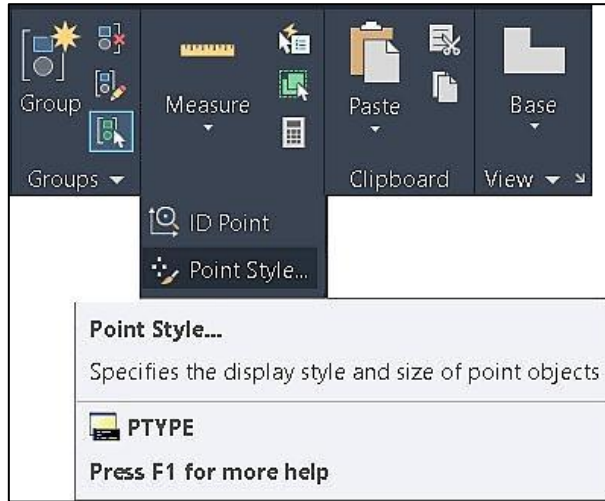 Group
Measure
Paste
Base
Groups
Clipboard
View
ID Point
Point Style...
Point Style...
Specifies the display style and size of point objects
PTYPE
Press F1 for more help